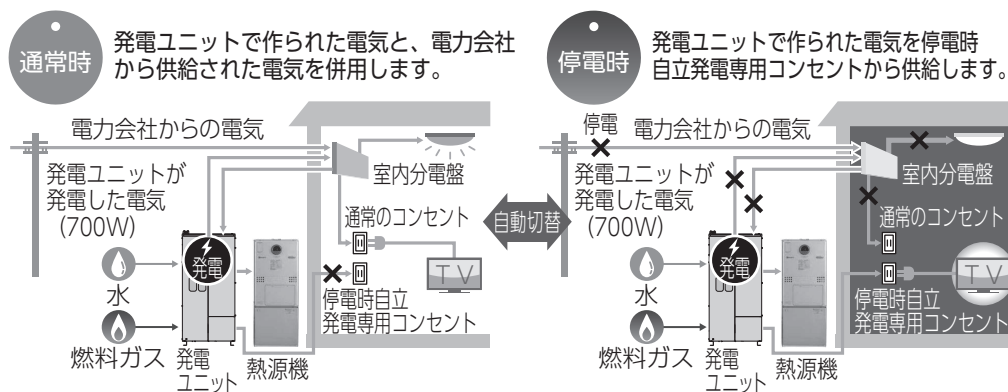 通常時
発電ユニットで作られた電気と、電力会社
から供給された電気を併用します。
電力会社からの電気
発電ユニットが
発電した電気
(700W)
室内分電盤
通常のコンセント
発電
TV
水
停電時自立
発電専用コンセント
燃料ガス
発電
ユニット
熱源機
自動切替
停電時
発電ユニットで作られた電気を停電時
自立発電専用コンセントから供給します。
停電
電力会社からの電気
発電ユニットが
発電した電気
(700W)
室内分電盤
通常のコンセント
発電
TV
水
停電時自立
発電専用コンセント
燃料ガス
発電
ユニット
熱源機